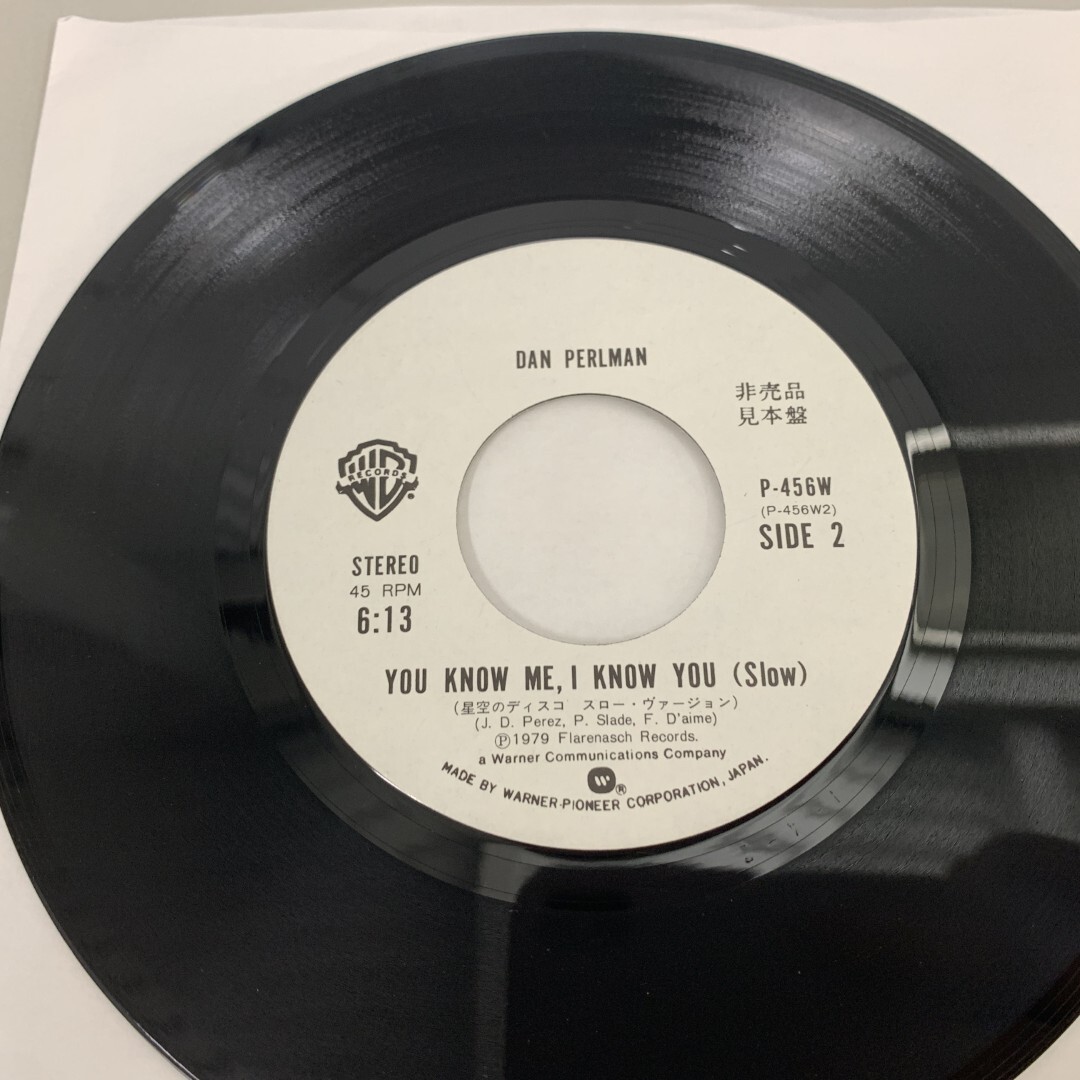 DAN PERLMAN
非売品
見本盤
WB
RECORDS
P-456W
(P-456W2)
SIDE 2
STEREO
45 RPM
6:13
YOU KNOW ME, I KNOW YOU (Slow)
(星空のディスコ スロー・ヴァージョン)
(J. D. Perez, P. Slade, F. D'aime)
Ⓟ1979 Flarenasch Records.
a Warner Communications Company
W®
MADE BY WARNER-PIONEER CORPORATION, JAPAN.